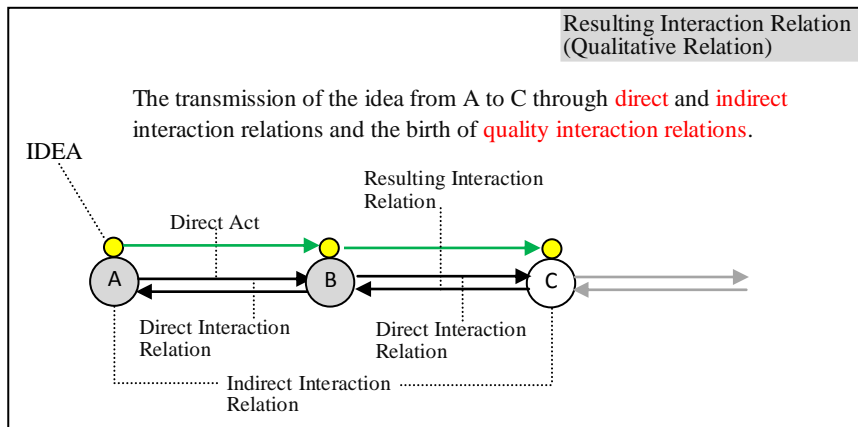 Resulting Interaction Relation
(Qualitative Relation)
The transmission of the idea from A to C through direct and indirect
interaction relations and the birth of quality interaction relations.
IDEA
Resulting Interaction
Relation
Direct Act
A
B
C
Direct Interaction
Relation
Direct Interaction
Relation
Indirect Interaction
Relation